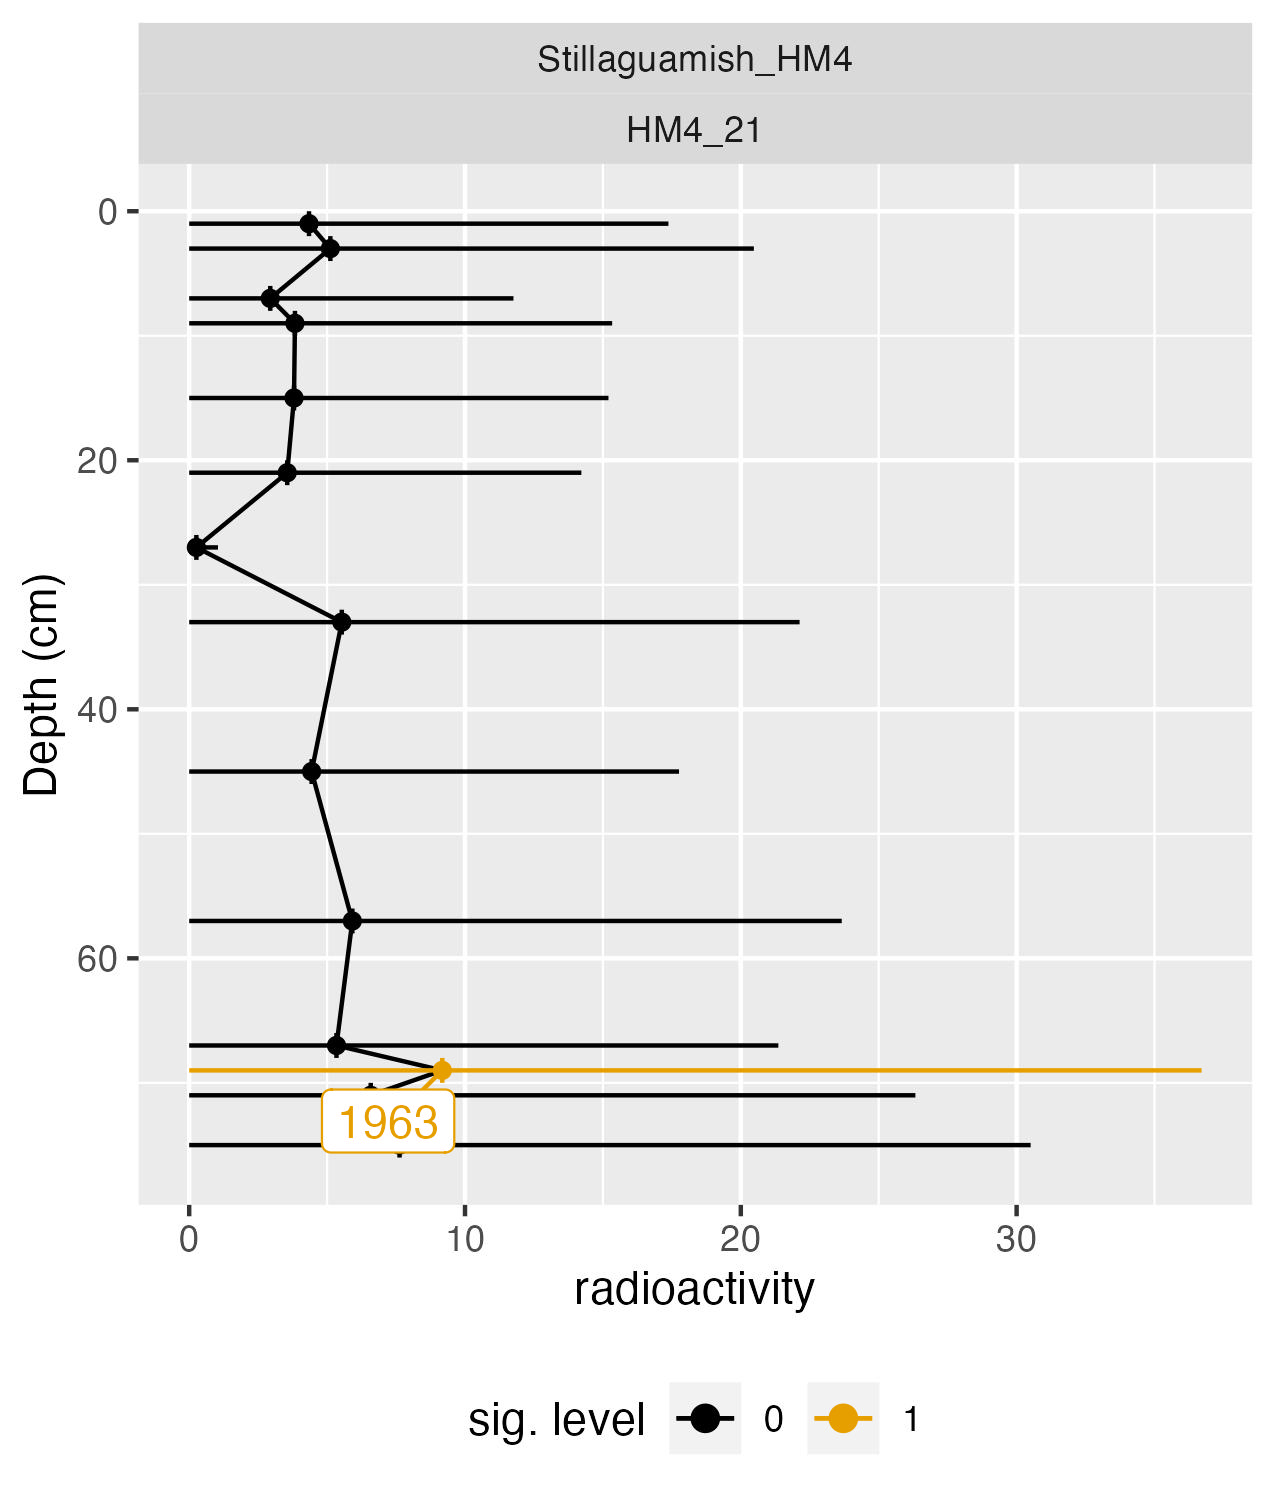 Stillaguamish_HM4
HM4_21
0
20
40
60
Depth (cm)
1963
0 10 20 30
radioactivity
sig. level 0 1